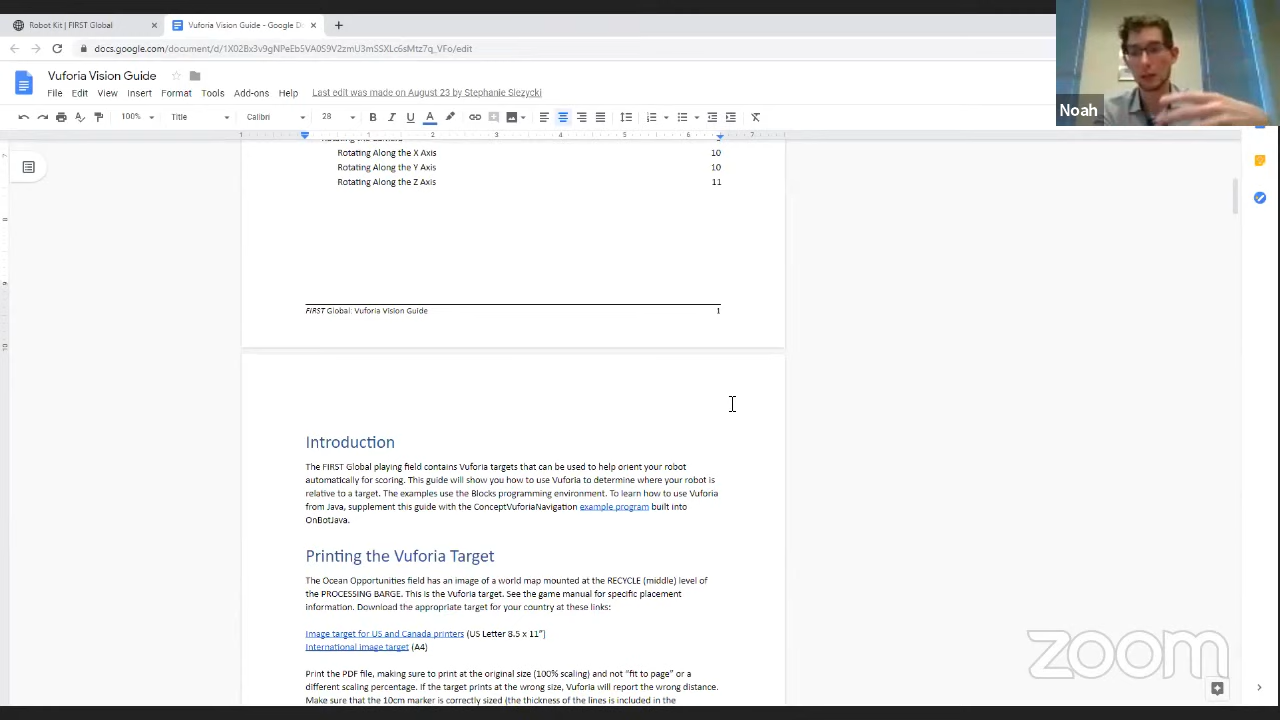 Robot Kit | FIRST Global
Vuforia Vision Guide - Google D
docs.google.com/document/d/1X02Bx3v9gNPeEb5VA0S9V2zmU3mSSXLc6sMtz7q_VFo/edit
Vuforia Vision Guide
File Edit View Insert Format Tools Add-ons Help Last edit was made on August 23 by Stephanie Slezycki
100% Title Calibri 28
1 1 2 3 4 5 6 7
Rotating Along the X Axis 10
Rotating Along the Y Axis 10
Rotating Along the Z Axis 11
FIRST Global: Vuforia Vision Guide 1
Introduction
The FIRST Global playing field contains Vuforia targets that can be used to help orient your robot
automatically for scoring. This guide will show you how to use Vuforia to determine where your robot is
relative to a target. The examples use the Blocks programming environment. To learn how to use Vuforia
from Java, supplement this guide with the ConceptVuforiaNavigation example program built into
OnBotJava.
Printing the Vuforia Target
The Ocean Opportunities field has an image of a world map mounted at the RECYCLE (middle) level of
the PROCESSING BARGE. This is the Vuforia target. See the game manual for specific placement
information. Download the appropriate target for your country at these links:
Image target for US and Canada printers (US Letter 8.5 x 11")
International image target (A4)
Print the PDF file, making sure to print at the original size (100% scaling) and not "fit to page" or a
different scaling percentage. If the target prints at the wrong size, Vuforia will report the wrong distance.
Make sure that the 10cm marker is correctly sized (the thickness of the lines is included in the
Noah
zoom